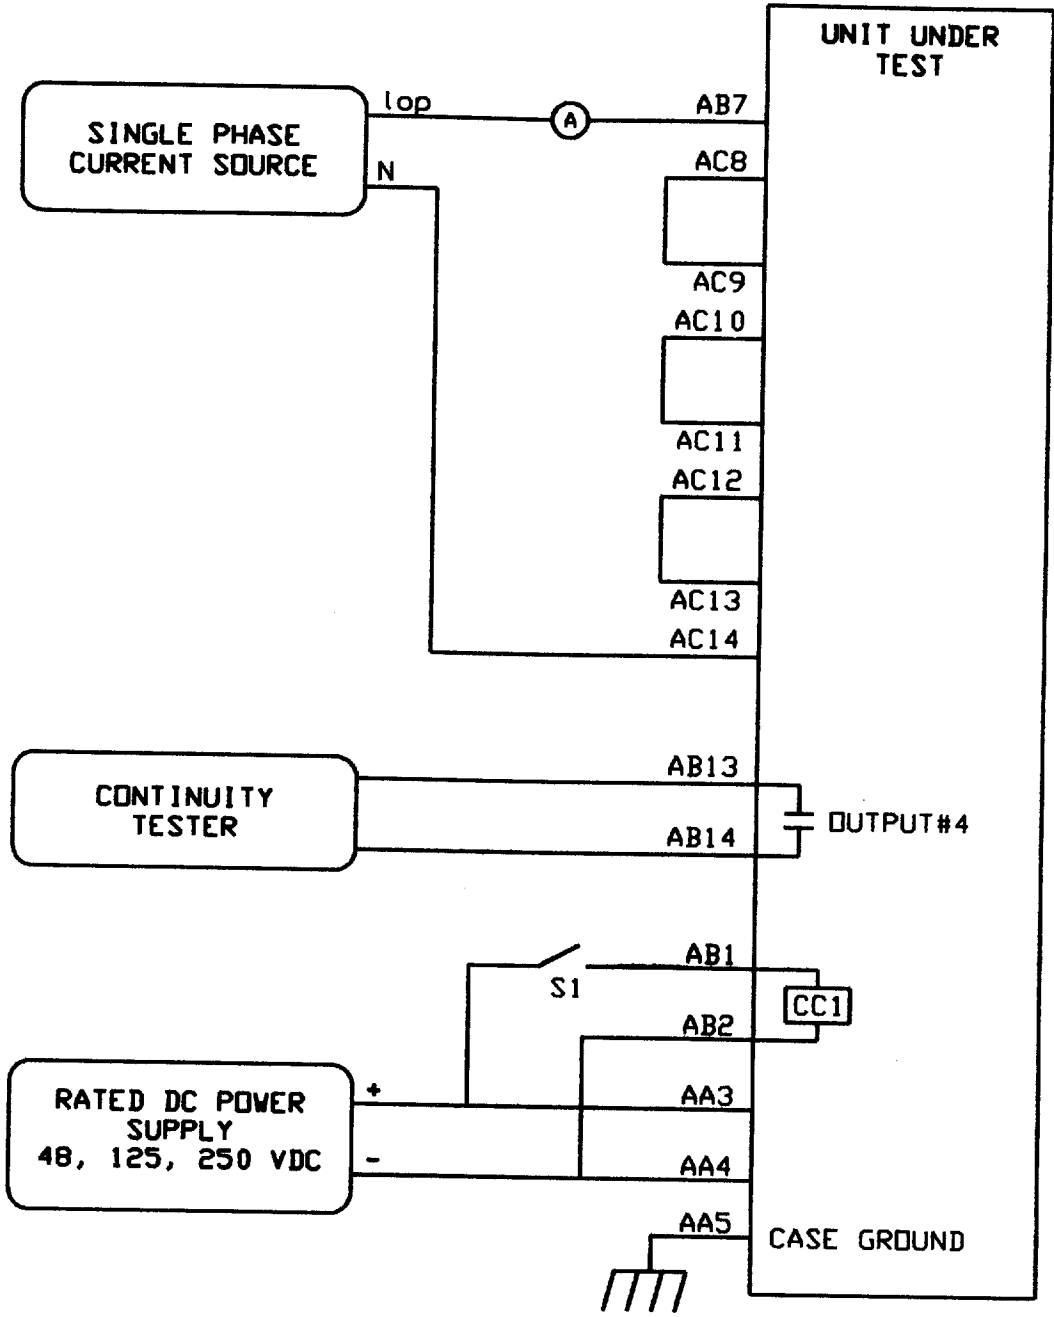 UNIT UNDER
TEST
Iop
SINGLE PHASE
CURRENT SOURCE
N
A
AB7
AC8
AC9
AC10
AC11
AC12
AC13
AC14
CONTINUITY
TESTER
AB13
AB14
OUTPUT#4
S1
AB1
CC1
AB2
RATED DC POWER
SUPPLY
48, 125, 250 VDC
+
-
AA3
AA4
AA5
CASE GROUND